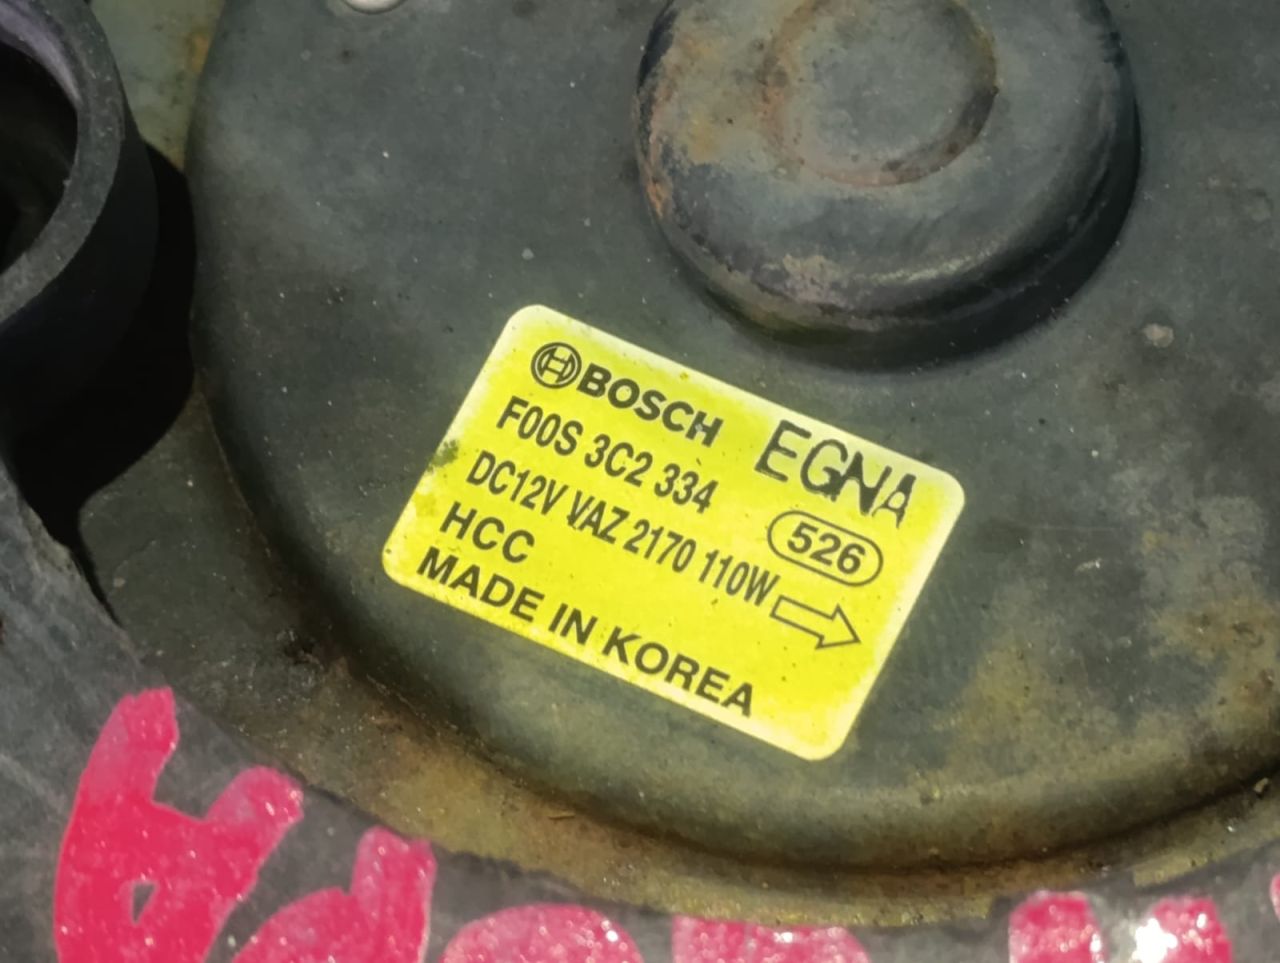 BOSCH
EGNA
F00S 3C2 334
526
DC12V VAZ 2170 110W
HCC
MADE IN KOREA